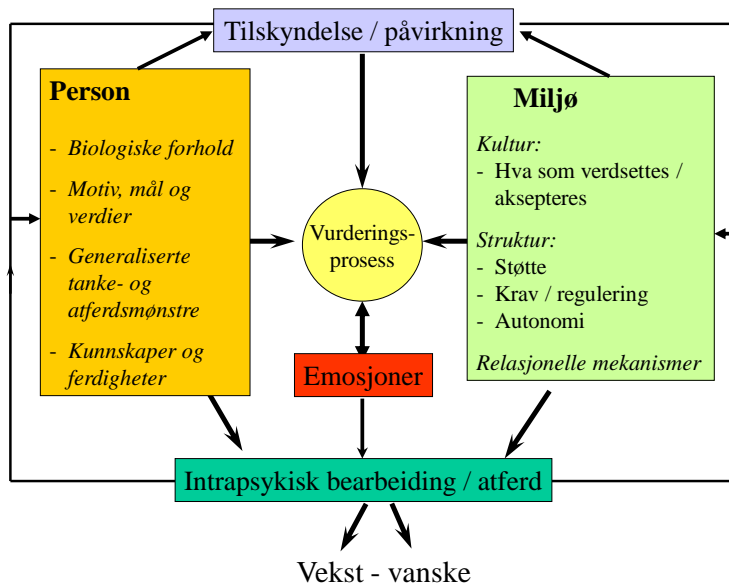 Tilskyndelse / påvirkning
Person
- Biologiske forhold
- Motiv, mål og
verdier
- Generaliserte
tanke- og
atferdsmønstre
- Kunnskaper og
ferdigheter
Vurderings-
prosess
Miljø
Kultur:
- Hva som verdsettes /
aksepteres
Struktur:
- Støtte
- Krav / regulering
- Autonomi
Relasjonelle mekanismer
Emosjoner
Intrapsykisk bearbeiding / atferd
Vekst - vanske